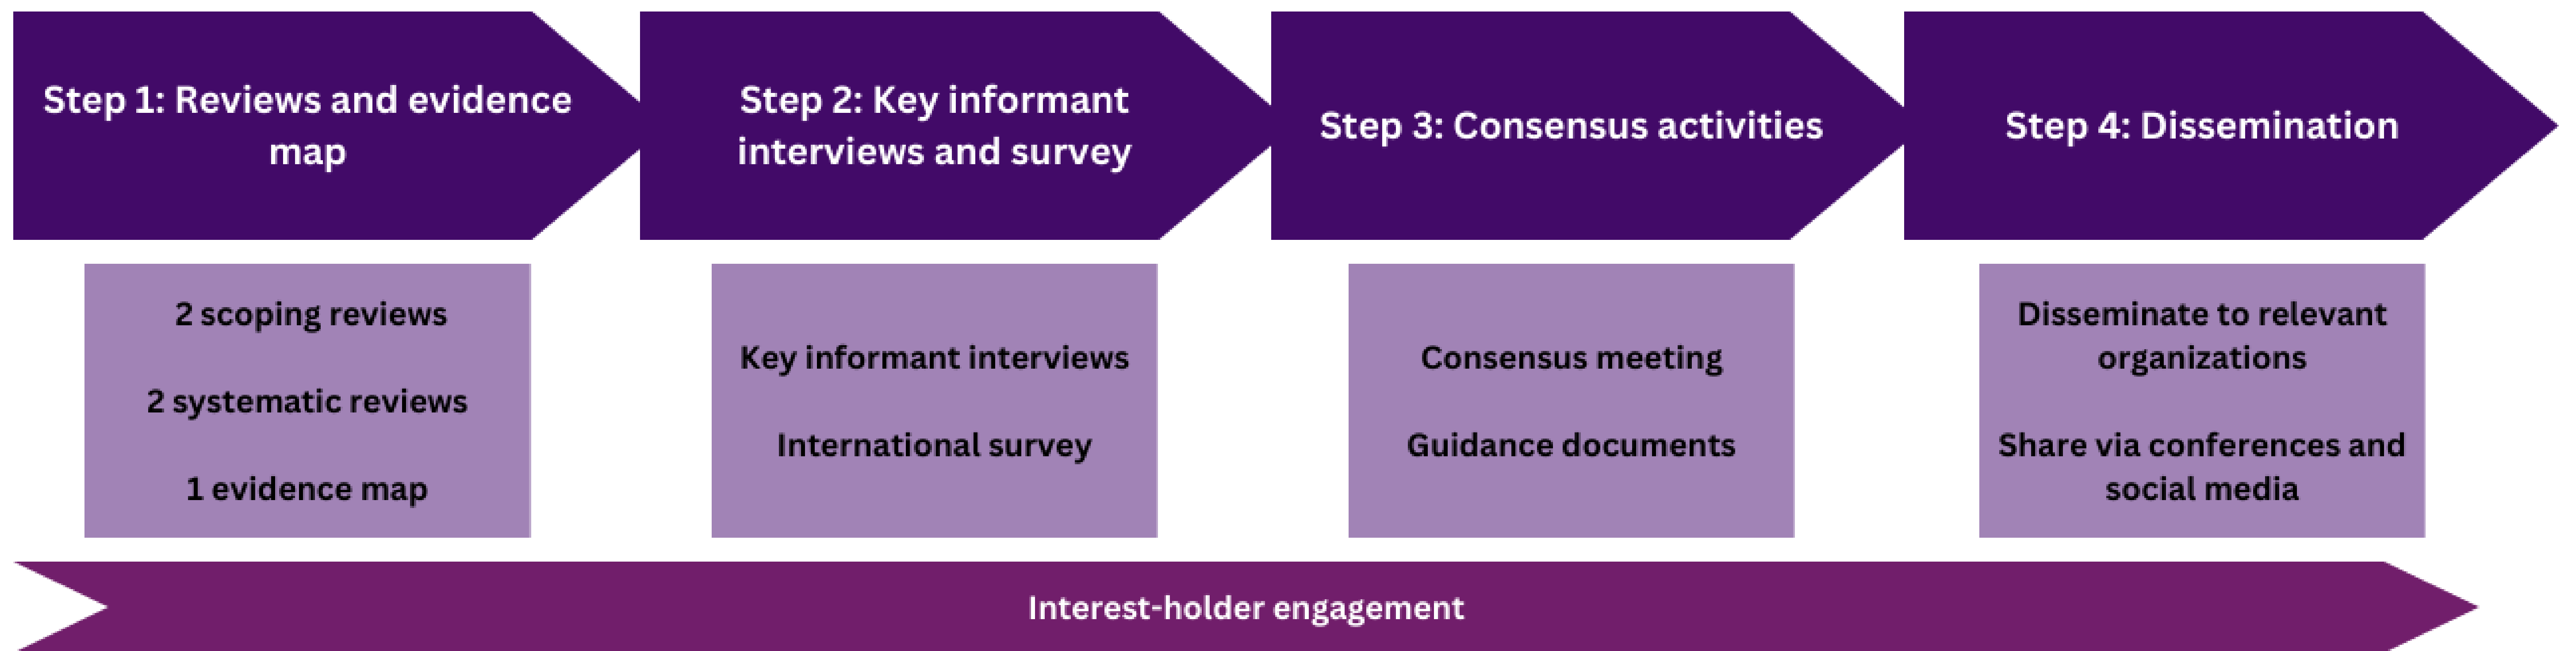 Step 1: Reviews and evidence
map
Step 2: Key informant
interviews and survey
Step 3: Consensus activities
Step 4: Dissemination
2 scoping reviews
2 systematic reviews
1 evidence map
Key informant interviews
International survey
Consensus meeting
Guidance documents
Disseminate to relevant
organizations
Share via conferences and
social media
Interest-holder engagement